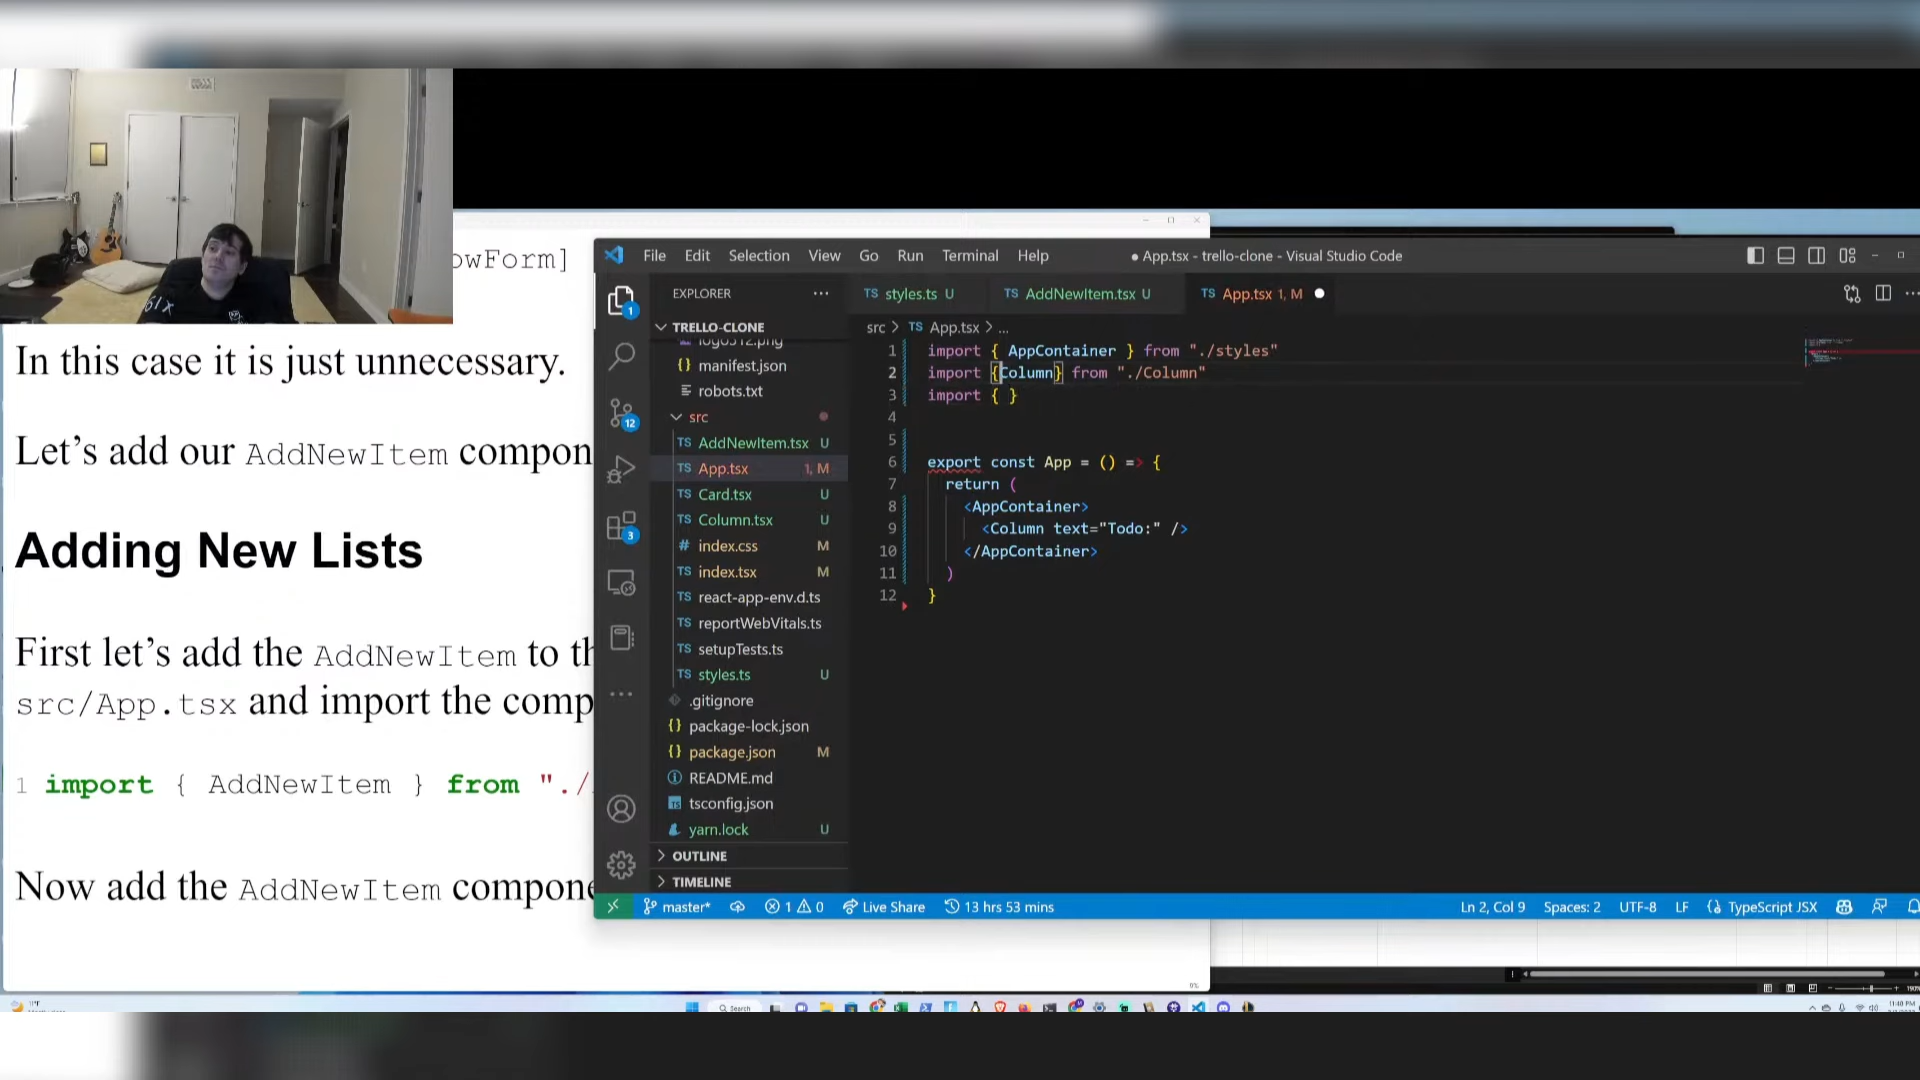 owForm]
In this case it is just unnecessary.
Let's add our AddNewItem compon
Adding New Lists
First let's add the AddNewItem to th
src/App.tsx and import the comp
1 import { AddNewItem } from "./
Now add the AddNewItem compone
File Edit Selection View Go Run Terminal Help
● App.tsx - trello-clone - Visual Studio Code
EXPLORER
TS styles.ts U
TS AddNewItem.tsx U
TS App.tsx 1, M
TRELLO-CLONE
src > TS App.tsx > ...
logo512.png
{} manifest.json
robots.txt
src
TS AddNewItem.tsx U
TS App.tsx 1, M
TS Card.tsx U
TS Column.tsx U
# index.css M
TS index.tsx M
TS react-app-env.d.ts
TS reportWebVitals.ts
TS setupTests.ts
TS styles.ts U
.gitignore
{} package-lock.json
{} package.json M
README.md
tsconfig.json
yarn.lock U
OUTLINE
TIMELINE
1
12
3
1 import { AppContainer } from "./styles"
2 import {Column} from "./Column"
3 import { }
4
5
6 export const App = () => {
7 return (
8 <AppContainer>
9 <Column text="Todo:" />
10 </AppContainer>
11 )
12 }
master* 1 0 Live Share 13 hrs 53 mins
Ln 2, Col 9 Spaces: 2 UTF-8 LF TypeScript JSX
Search